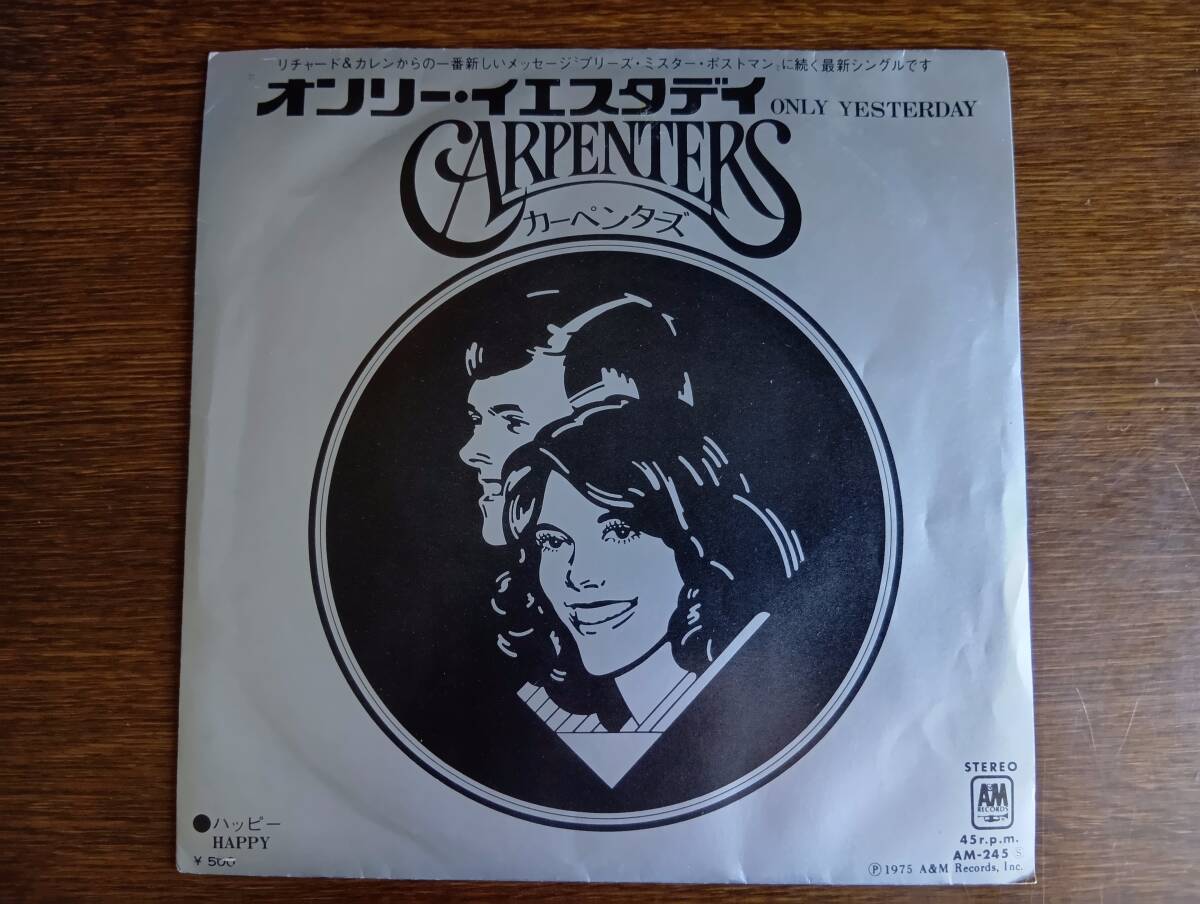 リチャード&カレンからの一番新しいメッセージ「プリーズ・ミスター・ポストマン」に続く最新シングルです
オンリー・イエスタデイ ONLY YESTERDAY
CARPENTERS
カーペンターズ
●ハッピー
HAPPY
¥500
STEREO
A&M
RECORDS
45r.p.m.
AM-245 Ⓢ
Ⓟ1975 A&M Records, Inc.